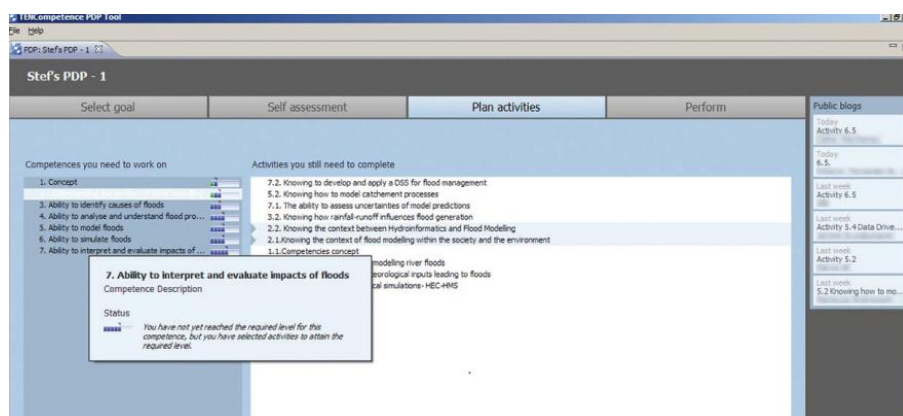 TENCompetence PDP Tool
File Help
PDP: Stef's PDP - 1
Stef's PDP - 1
Select goal
Self assessment
Plan activities
Perform
Competences you need to work on
1. Concept
3. Ability to identify causes of floods
4. Ability to analyse and understand flood pro...
5. Ability to model floods
6. Ability to simulate floods
7. Ability to interpret and evaluate impacts of ...
Activities you still need to complete
7.2. Knowing to develop and apply a DSS for flood management
5.2. Knowing how to model catchment processes
7.1. The ability to assess uncertainties of model predictions
3.2. Knowing how rainfall-runoff influences flood generation
2.2. Knowing the context between Hydroinformatics and Flood Modelling
2.1.Knowing the context of flood modeling within the society and the environment
1.1.Competencies concept
modeling river floods
eorological inputs leading to floods
cal simulations- HEC-HMS
7. Ability to interpret and evaluate impacts of floods
Competence Description
Status
You have not yet reached the required level for this
competence, but you have selected activities to attain the
required level.
Public blogs
Today
Activity 6.5
Today
6.5.
Last week
Activity 6.5
Last week
Activity 5.4 Data Drive...
Last week
Activity 5.2
Last week
5.2 Knowing how to mo...